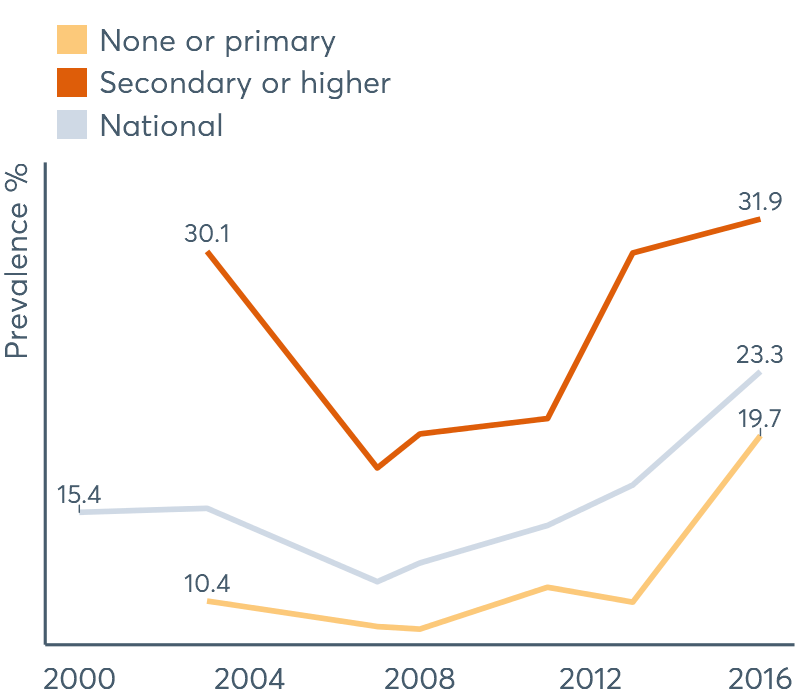 None or primary
Secondary or higher
National
Prevalence %
31.9
30.1
23.3
19.7
15.4
10.4
2000 2004 2008 2012 2016